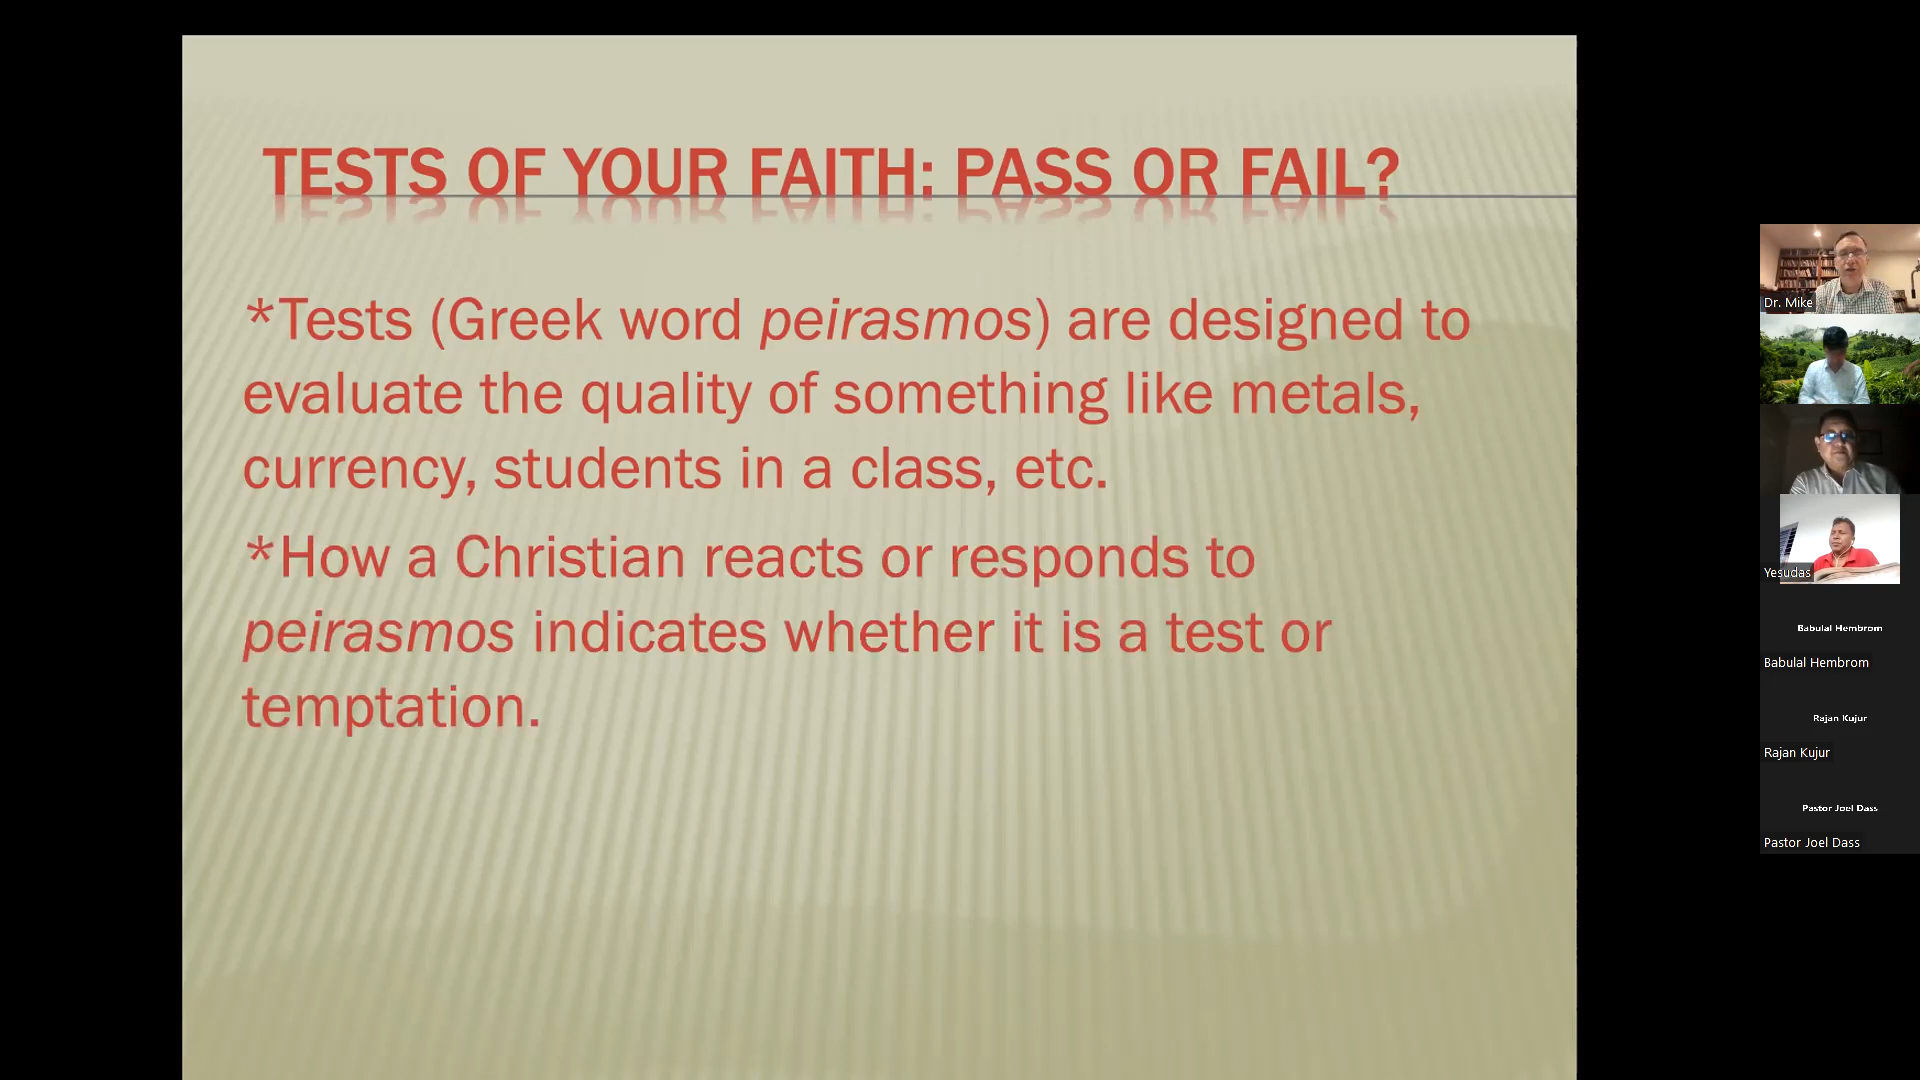 TESTS OF YOUR FAITH: PASS OR FAIL?
*Tests (Greek word peirasmos) are designed to
evaluate the quality of something like metals,
currency, students in a class, etc.
*How a Christian reacts or responds to
peirasmos indicates whether it is a test or
temptation.
Dr. Mike
Yesudas
Babulal Hembrom
Babulal Hembrom
Rajan Kujur
Rajan Kujur
Pastor Joel Dass
Pastor Joel Dass